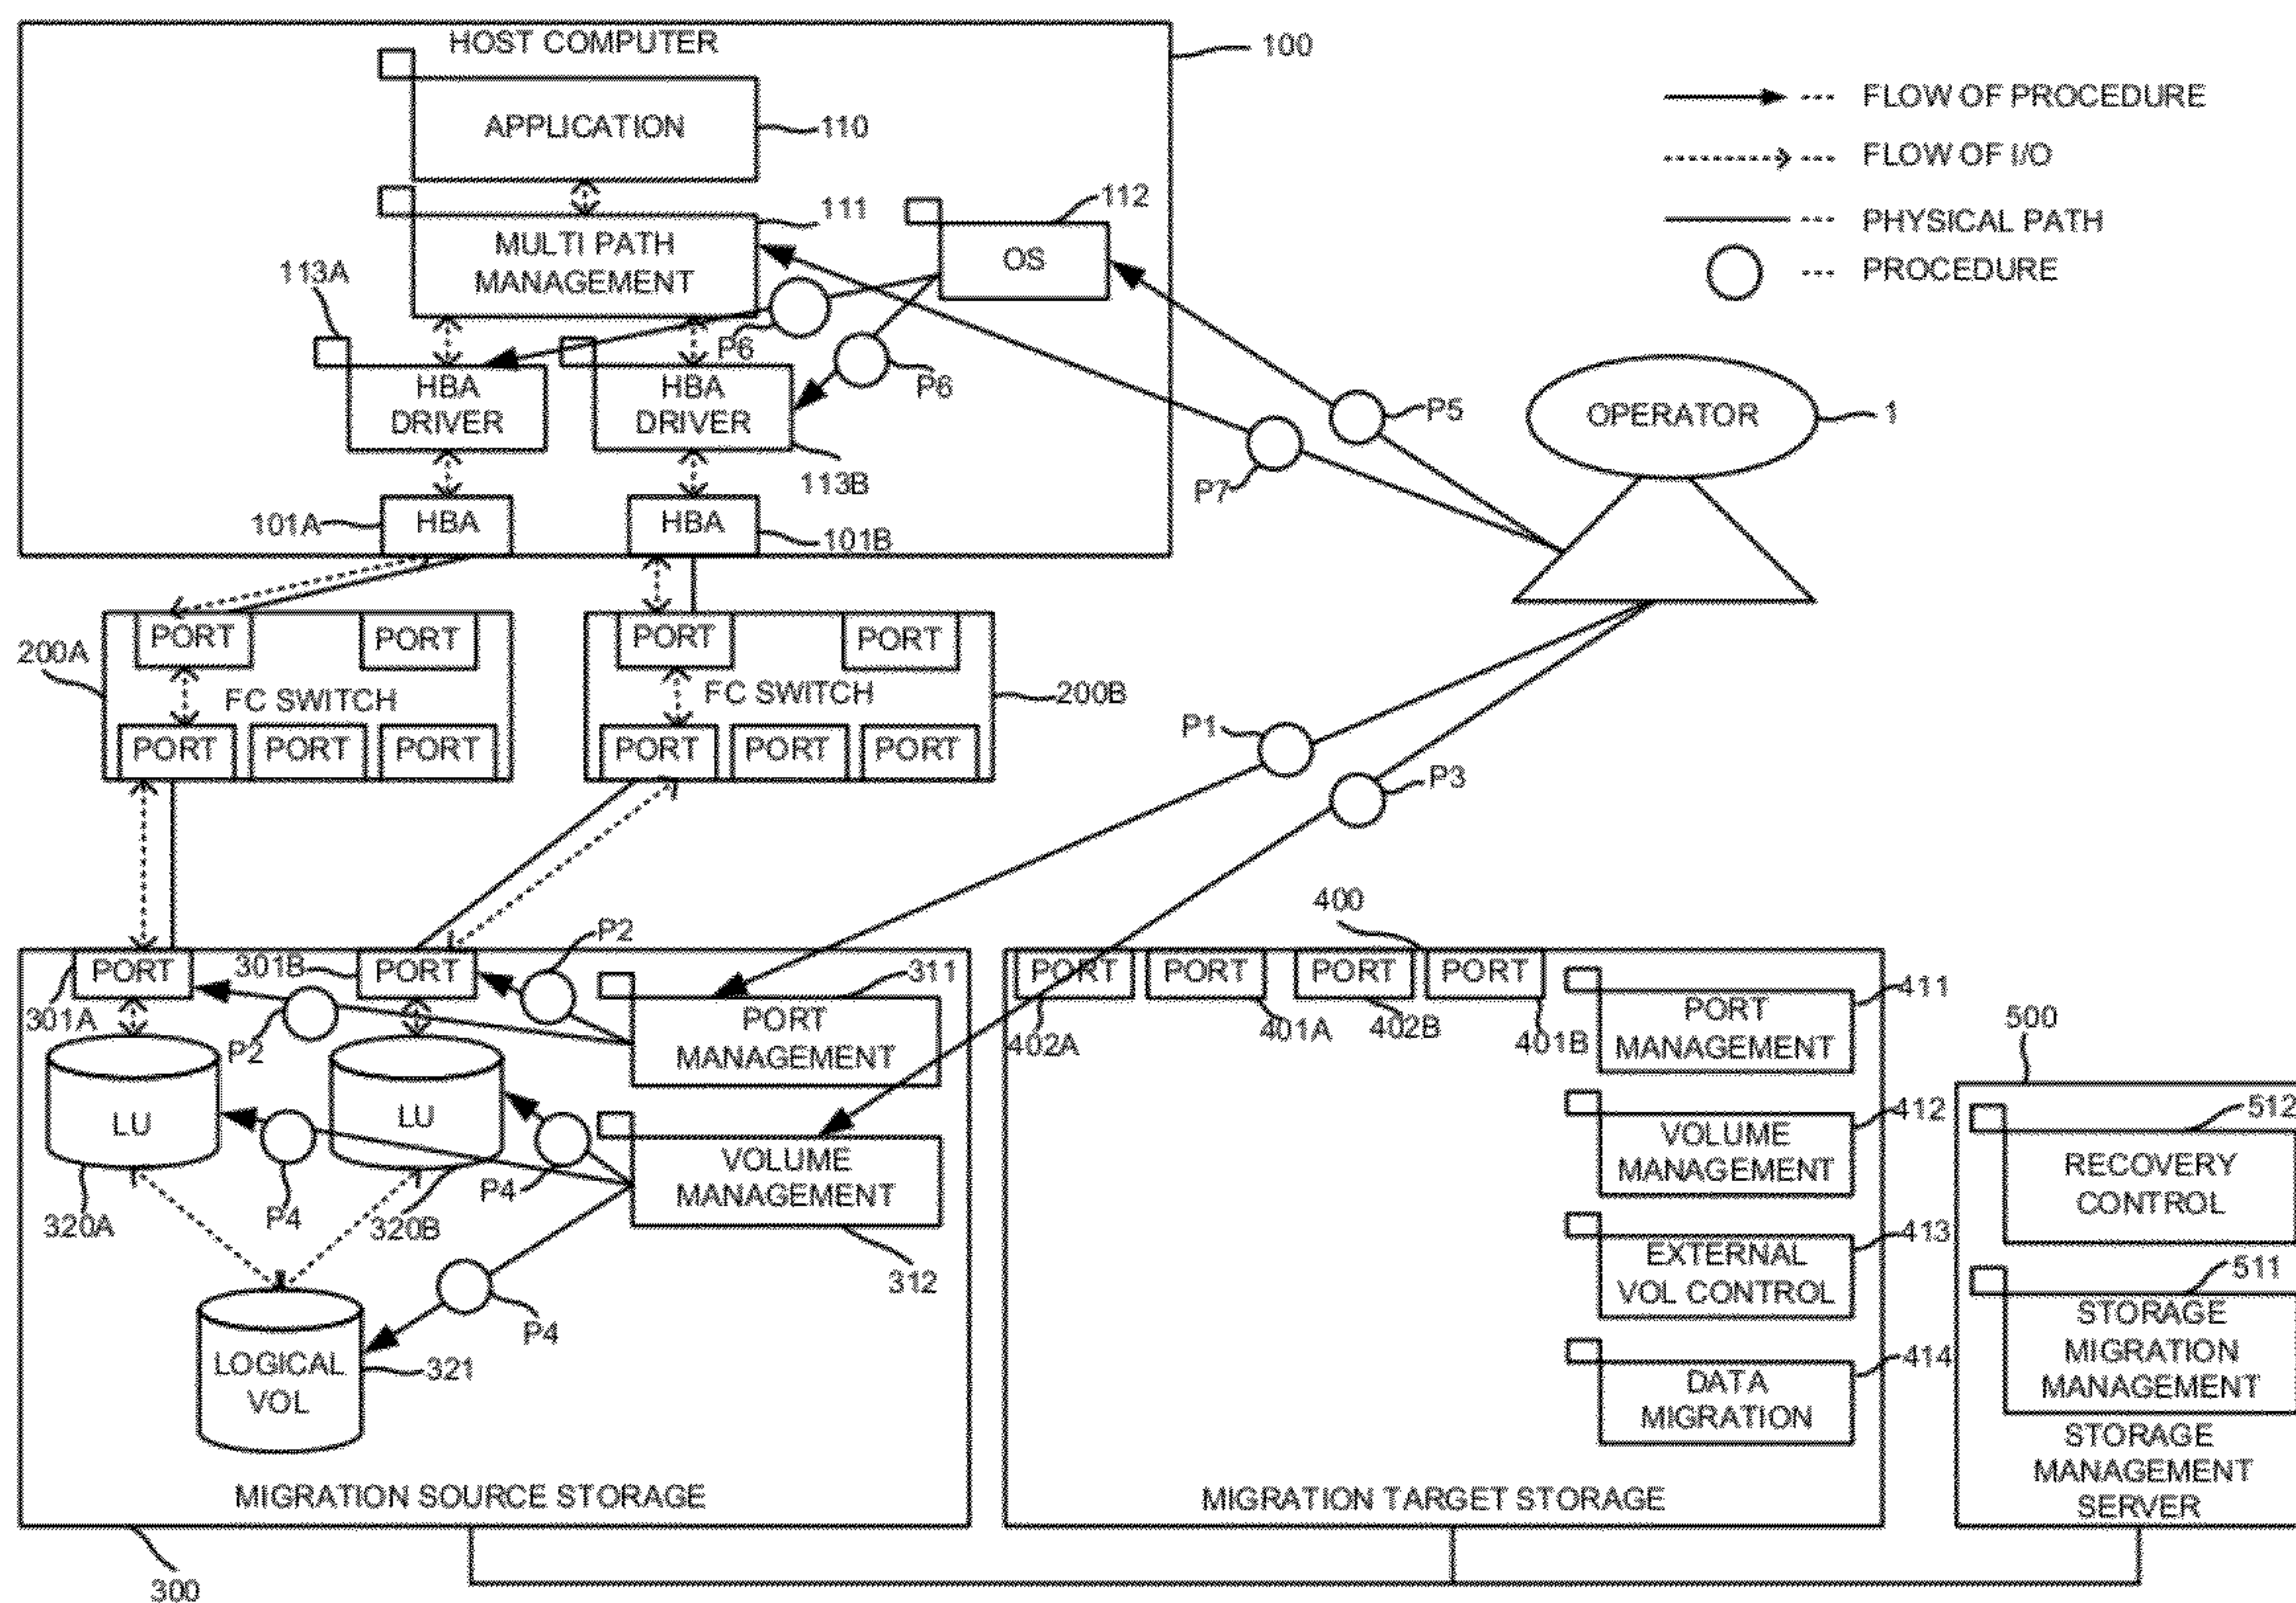 HOST COMPUTER
100
APPLICATION
110
MULTI PATH
MANAGEMENT
111
OS
112
113A
P6
P6
HBA
DRIVER
HBA
DRIVER
113B
101A
HBA
HBA
101B
FLOW OF PROCEDURE
FLOW OF I/O
PHYSICAL PATH
PROCEDURE
OPERATOR
1
P5
P7
P1
P3
200A
PORT
PORT
FC SWITCH
PORT
PORT
PORT
PORT
PORT
FC SWITCH
200B
PORT
PORT
PORT
PORT
301B
PORT
P2
311
301A
P2
PORT
MANAGEMENT
LU
LU
VOLUME
MANAGEMENT
312
320A
P4
320B
P4
P4
LOGICAL
VOL
321
MIGRATION SOURCE STORAGE
300
400
PORT
PORT
PORT
PORT
402A
401A
402B
401B
PORT
MANAGEMENT
411
VOLUME
MANAGEMENT
412
EXTERNAL
VOL CONTROL
413
DATA
MIGRATION
414
MIGRATION TARGET STORAGE
500
512
RECOVERY
CONTROL
511
STORAGE
MIGRATION
MANAGEMENT
STORAGE
MANAGEMENT
SERVER